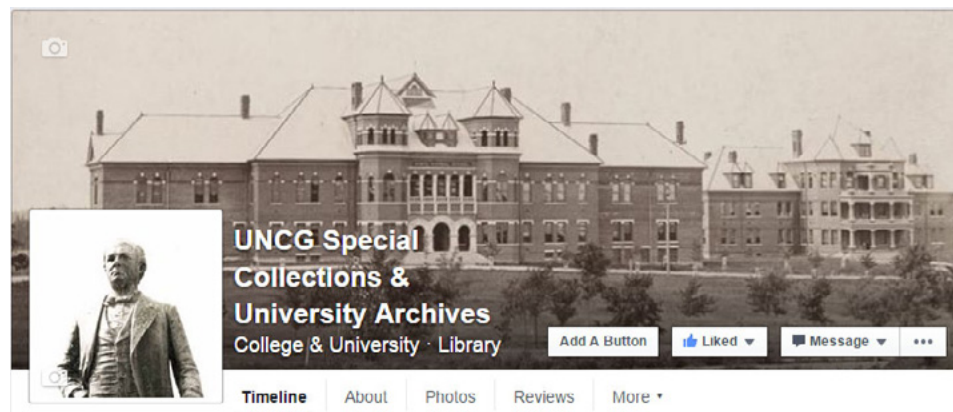 UNCG Special
Collections &
University Archives
College & University · Library
Add A Button
Liked
Message
Timeline
About
Photos
Reviews
More